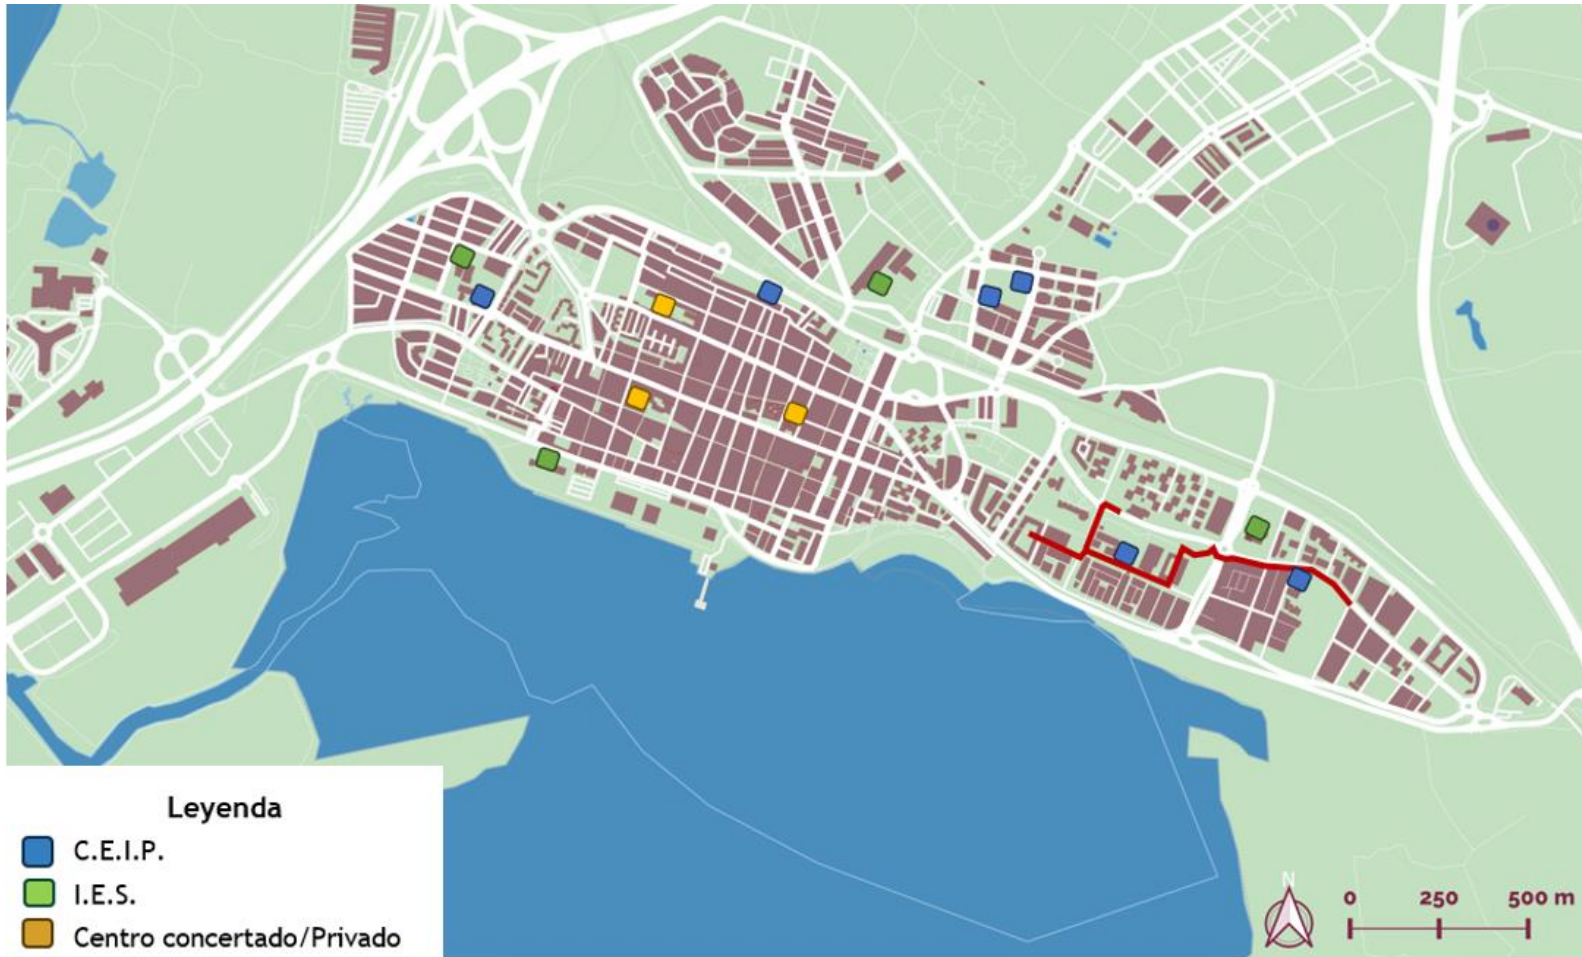 Leyenda
C.E.I.P.
I.E.S.
Centro concertado/Privado
N
0 250 500 m